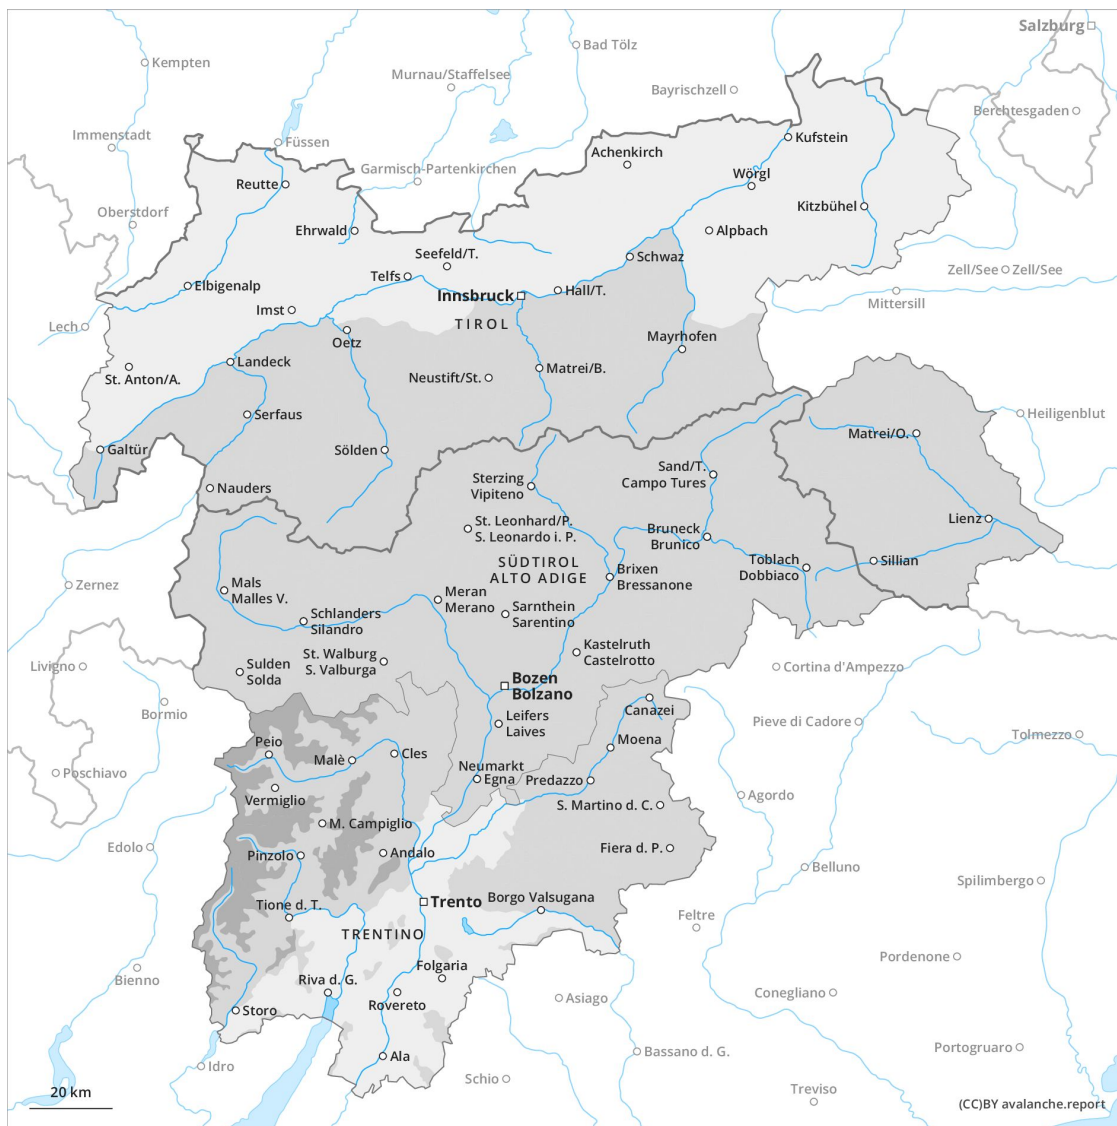 Salzburg
Bad Tölz
Kempten
Murnau/Staffelsee
Bayrischzell
Berchtesgaden
Immenstadt
Füssen
Kufstein
Achenkirch
Garmisch-Partenkirchen
Wörgl
Reutte
Kitzbühel
Oberstdorf
Ehrwald
Alpbach
Seefeld/T.
Schwaz
Telfs
Zell/See
Zell/See
Elbigenalp
Innsbruck
Hall/T.
Mittersill
Imst
TIROL
Lech
Oetz
Mayrhofen
Landeck
Matrei/B.
St. Anton/A.
Neustift/St.
Serfaus
Heiligenblut
Matrei/O.
Galtür
Sölden
Sand/T.
Campo Tures
Sterzing
Vipiteno
Nauders
St. Leonhard/P.
S. Leonardo i. P.
Lienz
Bruneck
Brunico
SÜDTIROL
ALTO ADIGE
Toblach
Dobbiaco
Sillian
Brixen
Bressanone
Zernez
Mals
Malles V.
Meran
Merano
Sarnthein
Sarentino
Schlanders
Silandro
Kastelruth
Castelrotto
St. Walburg
S. Valburga
Livigno
Sulden
Solda
Cortina d'Ampezzo
Bozen
Bolzano
Bormio
Canazei
Leifers
Laives
Pieve di Cadore
Tolmezzo
Peio
Moena
Malè
Cles
Poschiavo
Neumarkt
Egna
Predazzo
Vermiglio
S. Martino d. C.
Agordo
M. Campiglio
Edolo
Pinzolo
Andalo
Fiera d. P.
Belluno
Spilimbergo
Tione d. T.
Trento
Borgo Valsugana
Feltre
TRENTINO
Pordenone
Bienno
Folgaria
Riva d. G.
Rovereto
Asiago
Conegliano
Storo
Portogruaro
Ala
Bassano d. G.
Idro
Schio
Treviso
20 km
(CC)BY avalanche.report